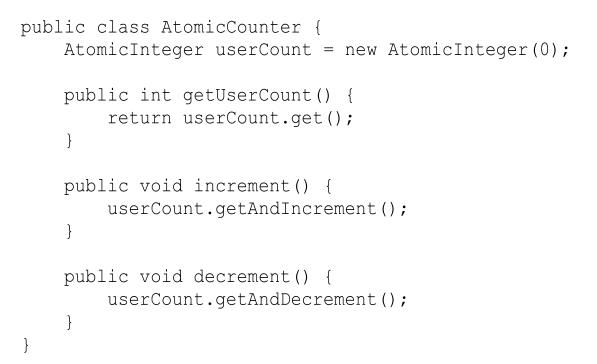 public class AtomicCounter {
    AtomicInteger userCount = new AtomicInteger(0);

    public int getUserCount() {
        return userCount.get();
    }

    public void increment() {
        userCount.getAndIncrement();
    }

    public void decrement() {
        userCount.getAndDecrement();
    }
}